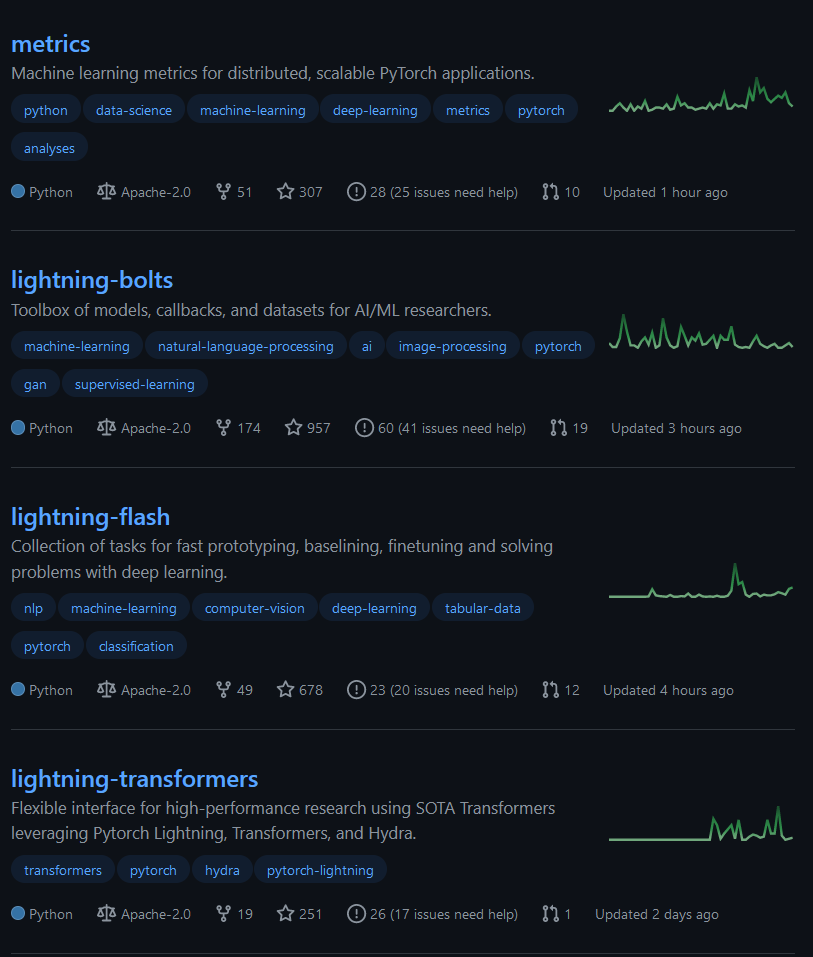 metrics
Machine learning metrics for distributed, scalable PyTorch applications.
python data-science machine-learning deep-learning metrics pytorch
analyses
Python Apache-2.0 51 307 28 (25 issues need help) 10 Updated 1 hour ago
lightning-bolts
Toolbox of models, callbacks, and datasets for AI/ML researchers.
machine-learning natural-language-processing ai image-processing pytorch
gan supervised-learning
Python Apache-2.0 174 957 60 (41 issues need help) 19 Updated 3 hours ago
lightning-flash
Collection of tasks for fast prototyping, baselining, finetuning and solving
problems with deep learning.
nlp machine-learning computer-vision deep-learning tabular-data
pytorch classification
Python Apache-2.0 49 678 23 (20 issues need help) 12 Updated 4 hours ago
lightning-transformers
Flexible interface for high-performance research using SOTA Transformers
leveraging Pytorch Lightning, Transformers, and Hydra.
transformers pytorch hydra pytorch-lightning
Python Apache-2.0 19 251 26 (17 issues need help) 1 Updated 2 days ago